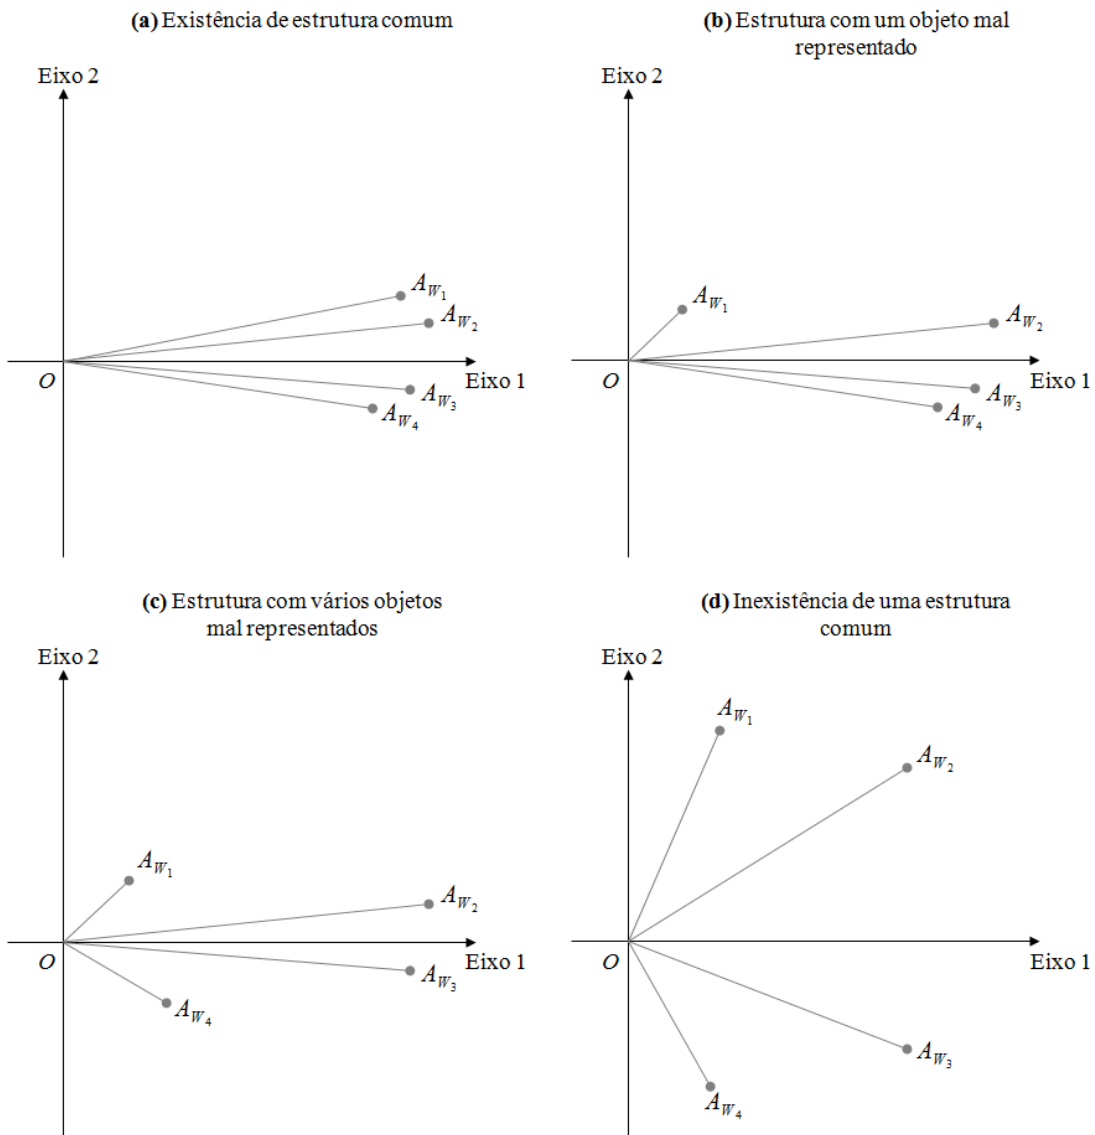 (a) Existência de estrutura comum
Eixo 2
A_{W_1}
A_{W_2}
O
Eixo 1
A_{W_3}
A_{W_4}
(b) Estrutura com um objeto mal
representado
Eixo 2
A_{W_1}
A_{W_2}
O
Eixo 1
A_{W_3}
A_{W_4}
(c) Estrutura com vários objetos
mal representados
Eixo 2
A_{W_1}
A_{W_2}
O
Eixo 1
A_{W_3}
A_{W_4}
(d) Inexistência de uma estrutura
comum
Eixo 2
A_{W_1}
A_{W_2}
O
Eixo 1
A_{W_3}
A_{W_4}